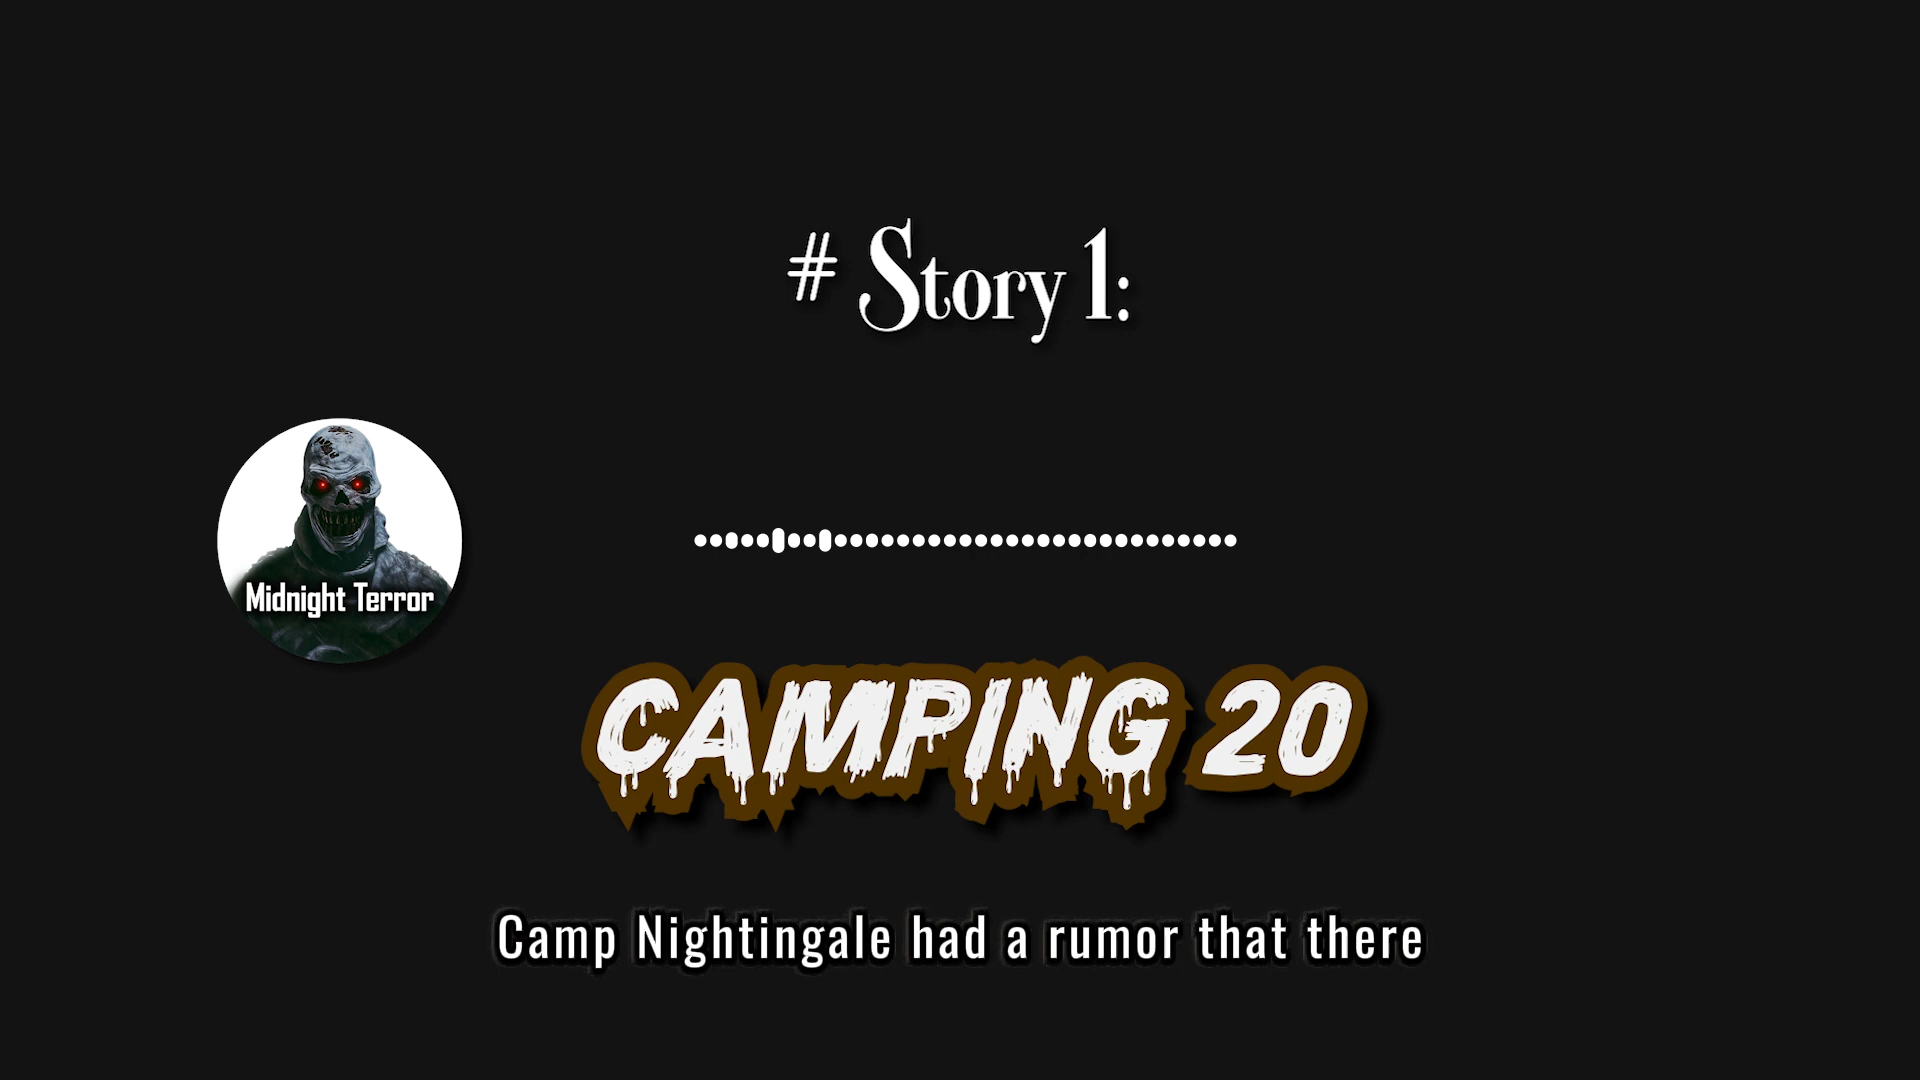 # Story 1:
Midnight Terror
CAMPING 20
Camp Nightingale had a rumor that there